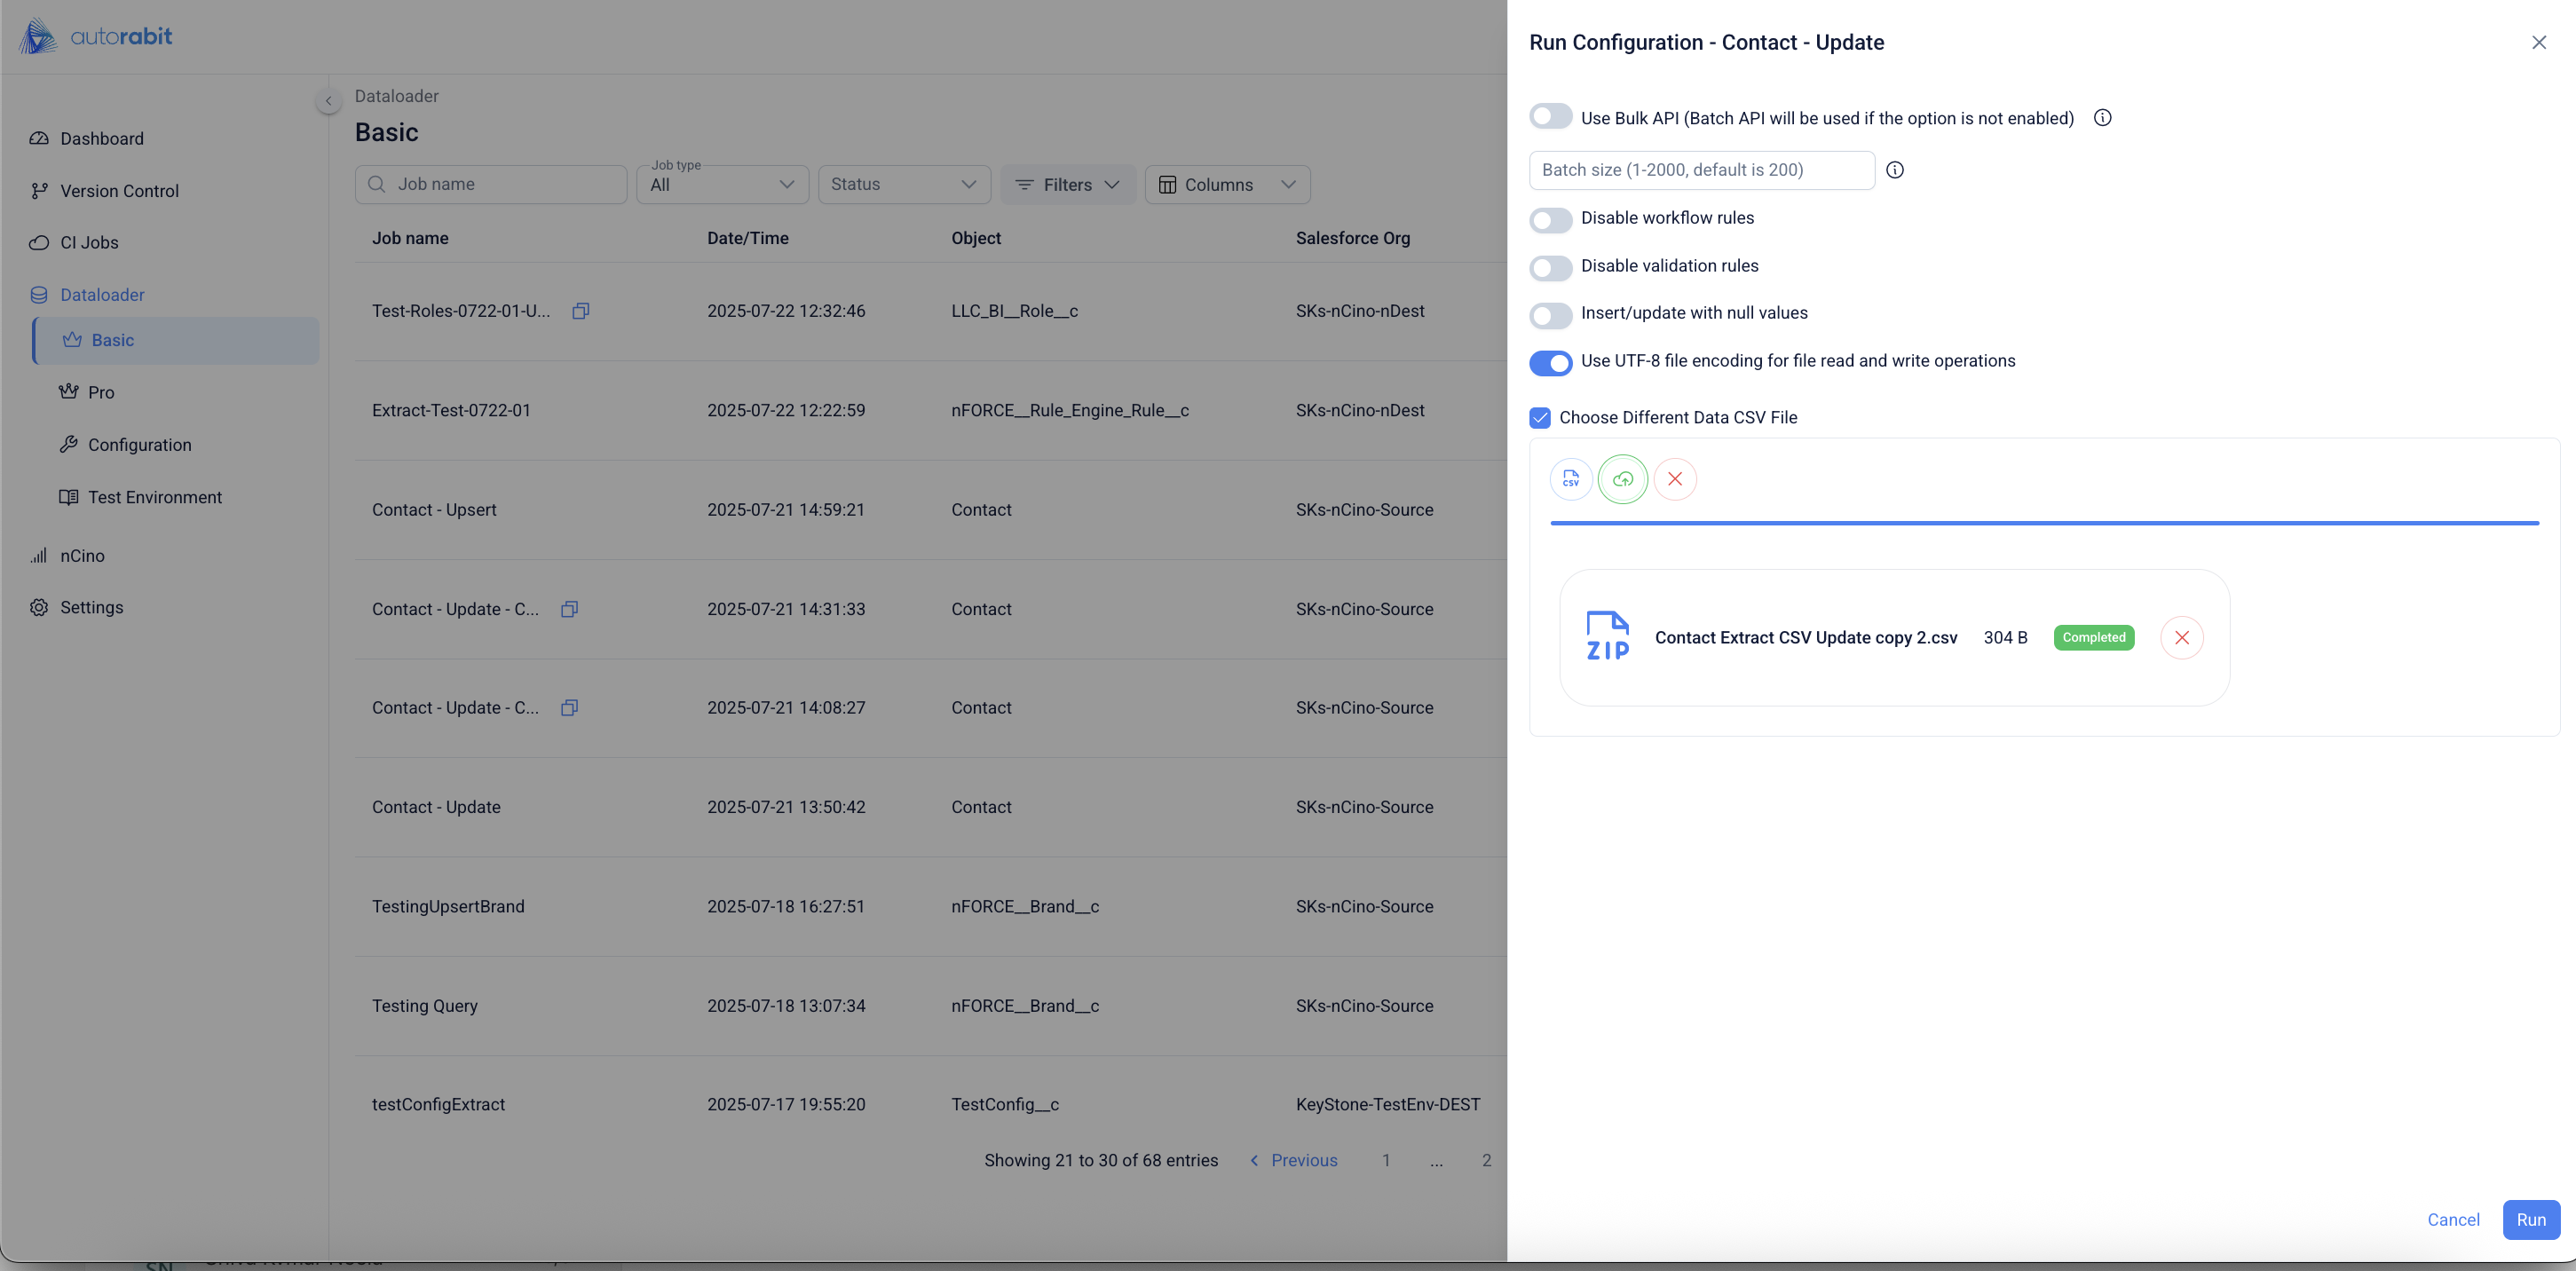 autorabit
Dashboard
Version Control
CI Jobs
Dataloader
Basic
Pro
Configuration
Test Environment
nCino
Settings
Dataloader
Basic
Job name
Job type
All
Status
Filters
Columns
Job name Date/Time Object Salesforce Org
Test-Roles-0722-01-U... 2025-07-22 12:32:46 LLC_BI__Role__c SKs-nCino-nDest
Extract-Test-0722-01 2025-07-22 12:22:59 nFORCE__Rule_Engine_Rule__c SKs-nCino-nDest
Contact - Upsert 2025-07-21 14:59:21 Contact SKs-nCino-Source
Contact - Update - C... 2025-07-21 14:31:33 Contact SKs-nCino-Source
Contact - Update - C... 2025-07-21 14:08:27 Contact SKs-nCino-Source
Contact - Update 2025-07-21 13:50:42 Contact SKs-nCino-Source
TestingUpsertBrand 2025-07-18 16:27:51 nFORCE__Brand__c SKs-nCino-Source
Testing Query 2025-07-18 13:07:34 nFORCE__Brand__c SKs-nCino-Source
testConfigExtract 2025-07-17 19:55:20 TestConfig__c KeyStone-TestEnv-DEST
Showing 21 to 30 of 68 entries Previous 1 ... 2
Run Configuration - Contact - Update
Use Bulk API (Batch API will be used if the option is not enabled)
Batch size (1-2000, default is 200)
Disable workflow rules
Disable validation rules
Insert/update with null values
Use UTF-8 file encoding for file read and write operations
Choose Different Data CSV File
CSV
ZIP Contact Extract CSV Update copy 2.csv 304 B Completed
Cancel Run